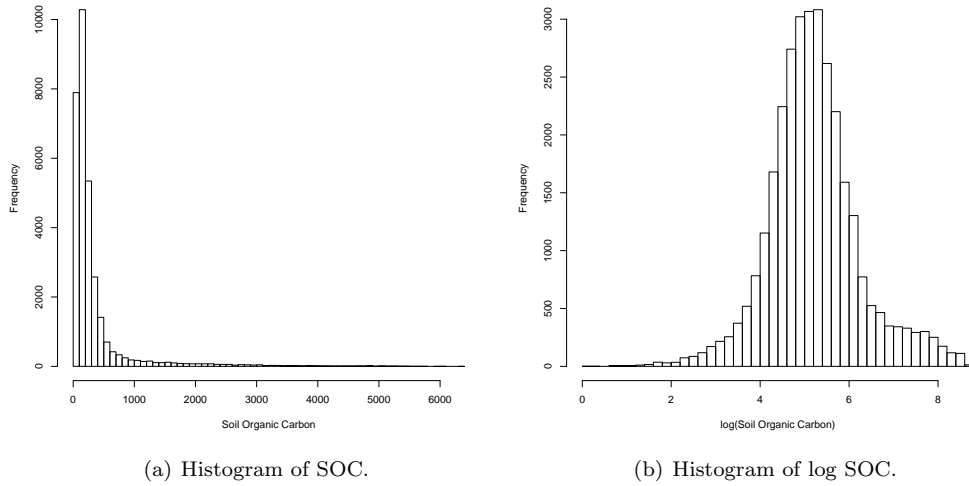 10000
8000
6000
4000
2000
0
Frequency
0 1000 2000 3000 4000 5000 6000
Soil Organic Carbon
(a) Histogram of SOC.
3000
2500
2000
1500
1000
500
0
Frequency
0 2 4 6 8
log(Soil Organic Carbon)
(b) Histogram of log SOC.